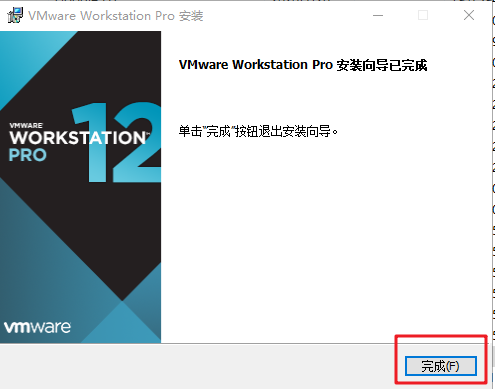 VMware Workstation Pro 安装
VMware Workstation Pro 安装向导已完成
单击"完成"按钮退出安装向导。
VMWARE
WORKSTATION™
PRO 12
vmware
完成(F)